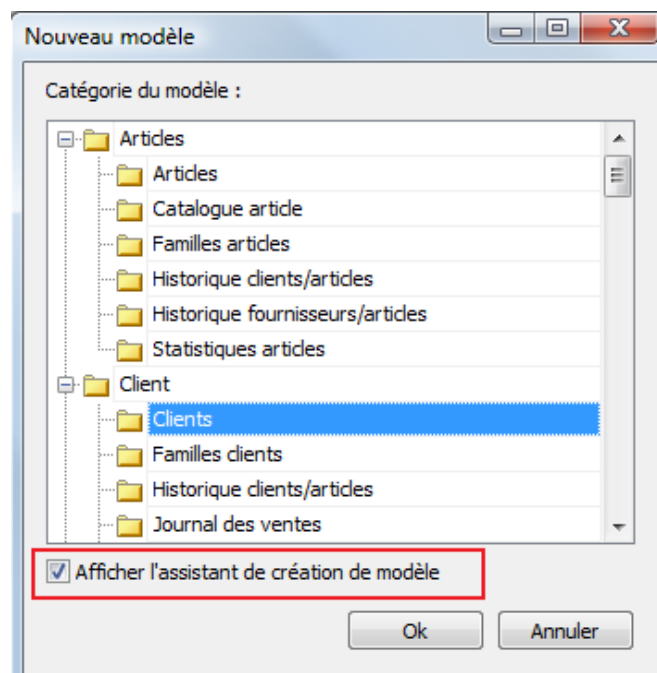 Nouveau modèle
Catégorie du modèle :
Articles
Articles
Catalogue article
Familles articles
Historique clients/articles
Historique fournisseurs/articles
Statistiques articles
Client
Clients
Familles clients
Historique clients/articles
Journal des ventes
Afficher l'assistant de création de modèle
Ok Annuler